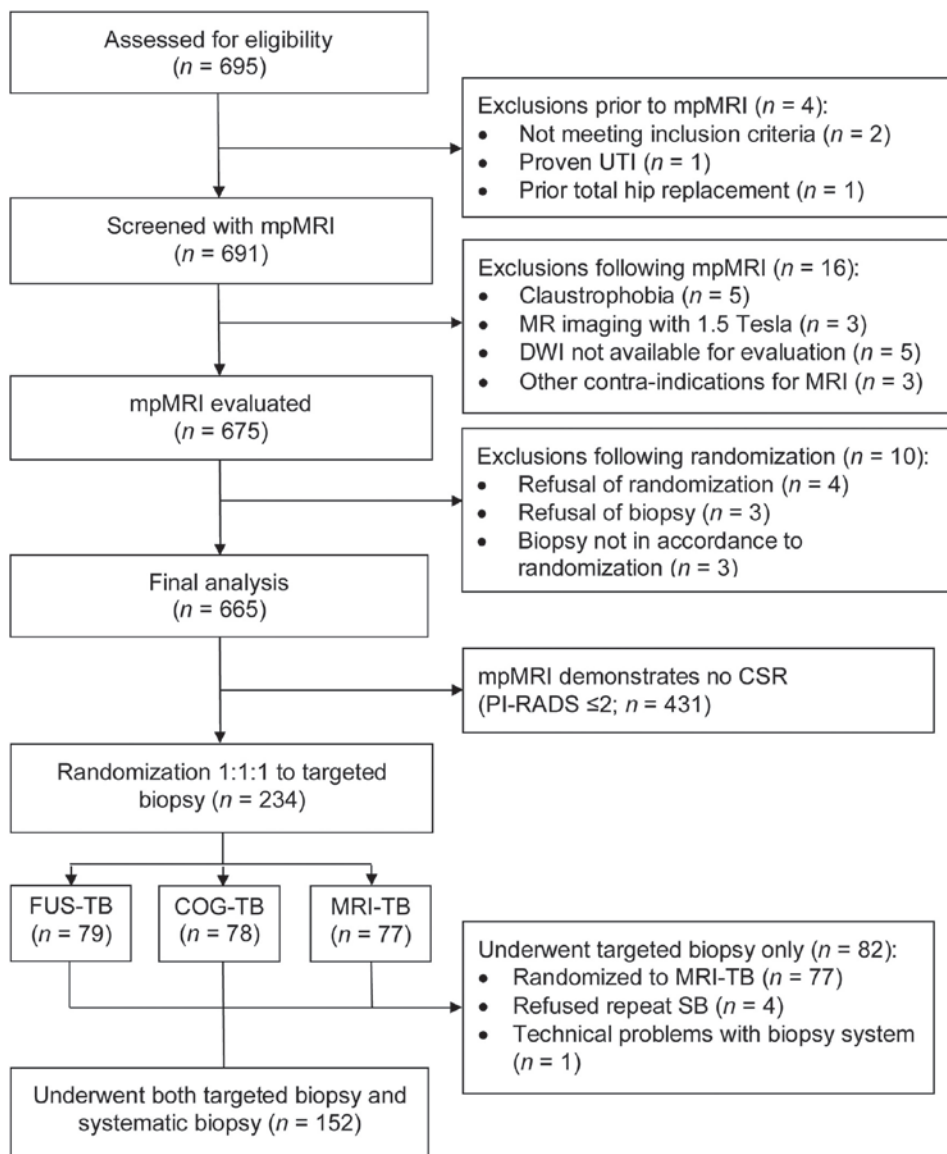 Assessed for eligibility
(n = 695)
Exclusions prior to mpMRI (n = 4):
• Not meeting inclusion criteria (n = 2)
• Proven UTI (n = 1)
• Prior total hip replacement (n = 1)
Screened with mpMRI
(n = 691)
Exclusions following mpMRI (n = 16):
• Claustrophobia (n = 5)
• MR imaging with 1.5 Tesla (n = 3)
• DWI not available for evaluation (n = 5)
• Other contra-indications for MRI (n = 3)
mpMRI evaluated
(n = 675)
Exclusions following randomization (n = 10):
• Refusal of randomization (n = 4)
• Refusal of biopsy (n = 3)
• Biopsy not in accordance to
randomization (n = 3)
Final analysis
(n = 665)
mpMRI demonstrates no CSR
(PI-RADS ≤2; n = 431)
Randomization 1:1:1 to targeted
biopsy (n = 234)
FUS-TB
(n = 79)
COG-TB
(n = 78)
MRI-TB
(n = 77)
Underwent targeted biopsy only (n = 82):
• Randomized to MRI-TB (n = 77)
• Refused repeat SB (n = 4)
• Technical problems with biopsy system
(n = 1)
Underwent both targeted biopsy and
systematic biopsy (n = 152)